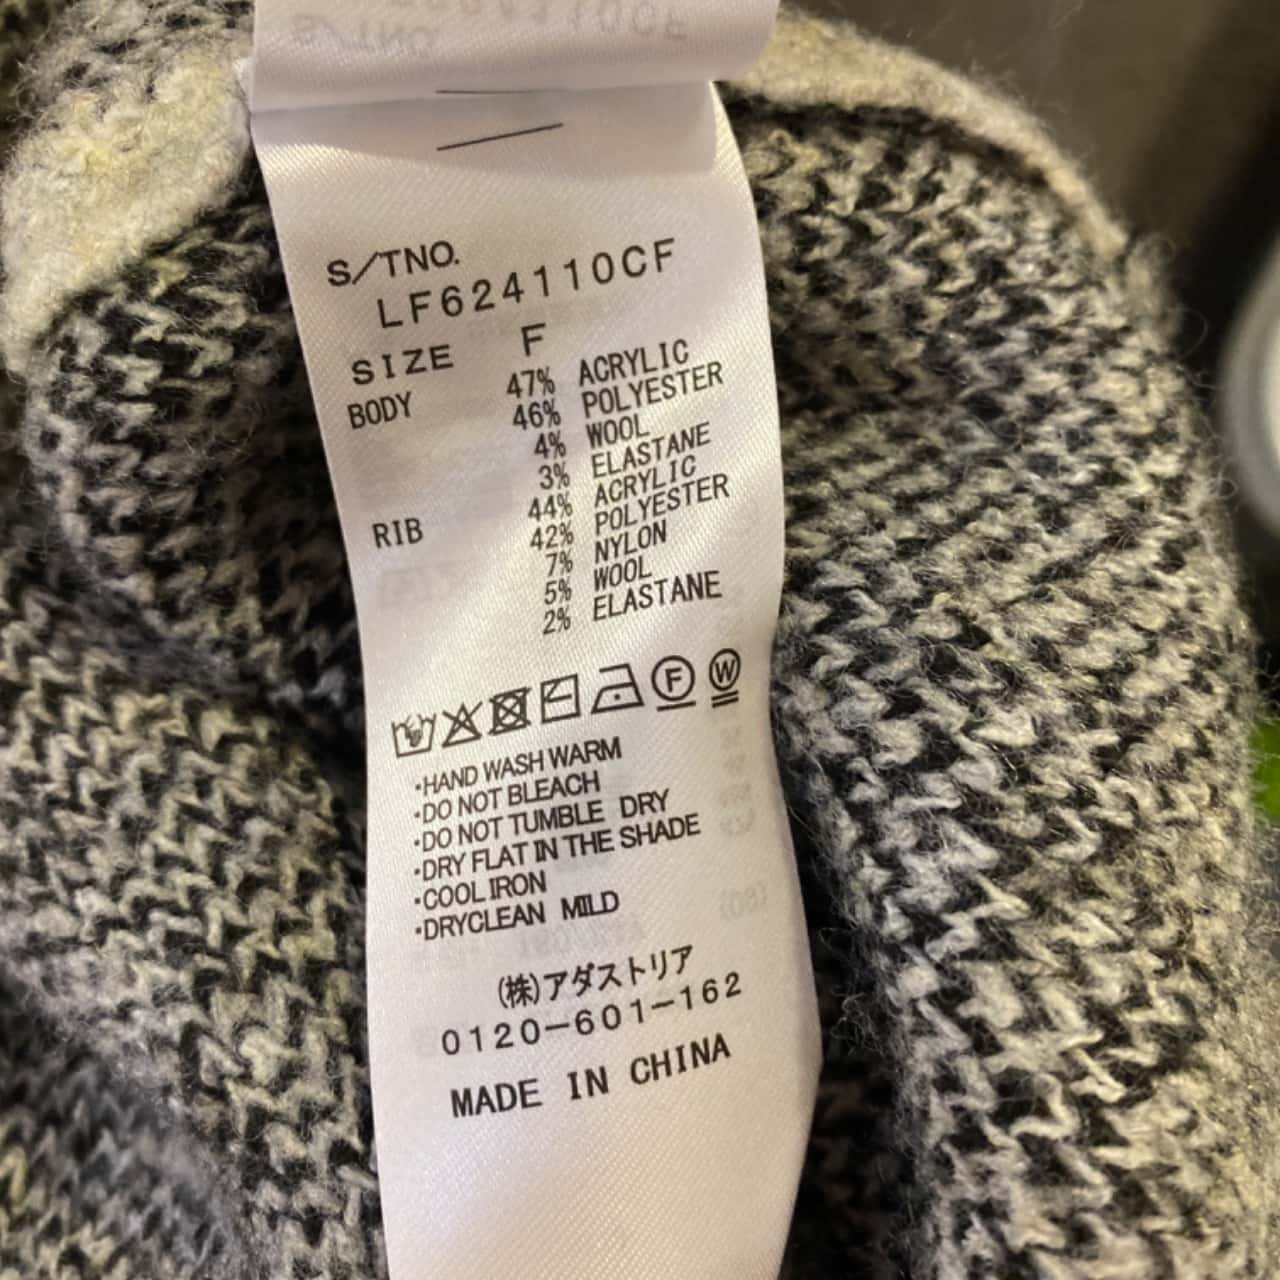 S/TNO.
LF624110CF
SIZE F
BODY 47% ACRYLIC
46% POLYESTER
4% WOOL
3% ELASTANE
RIB 44% ACRYLIC
42% POLYESTER
7% NYLON
5% WOOL
2% ELASTANE
F W
·HAND WASH WARM
·DO NOT BLEACH
·DO NOT TUMBLE DRY
·DRY FLAT IN THE SHADE
·COOL IRON
·DRYCLEAN MILD
(株)アダストリア
0120-601-162
MADE IN CHINA